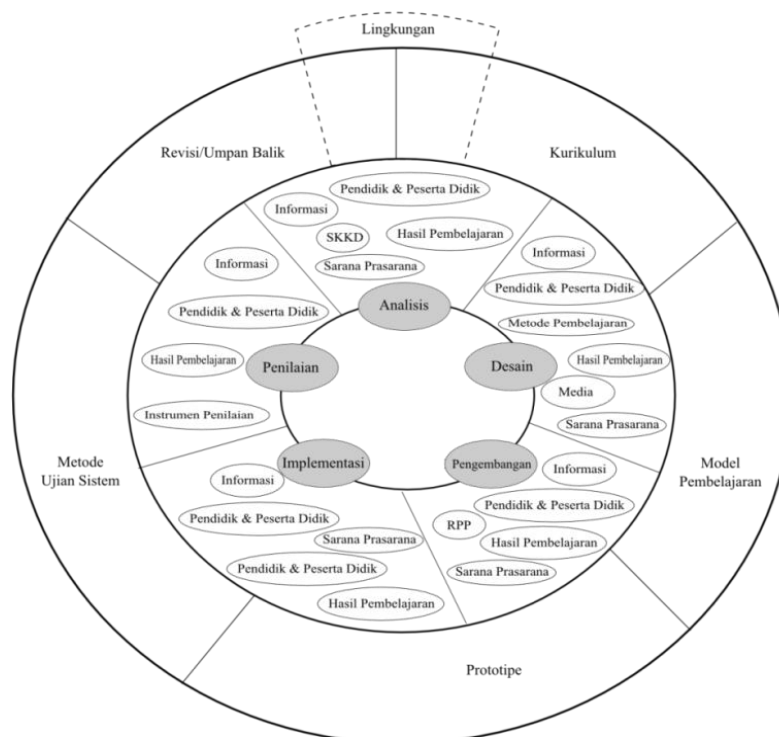 Lingkungan
Revisi/Umpan Balik
Kurikulum
Pendidik & Peserta Didik
Informasi
SKKD
Hasil Pembelajaran
Sarana Prasarana
Analisis
Informasi
Pendidik & Peserta Didik
Metode Pembelajaran
Hasil Pembelajaran
Desain
Media
Sarana Prasarana
Informasi
Pendidik & Peserta Didik
Hasil Pembelajaran
Penilaian
Instrumen Penilaian
Metode
Ujian Sistem
Model
Pembelajaran
Implementasi
Informasi
Pendidik & Peserta Didik
Sarana Prasarana
Pendidik & Peserta Didik
Hasil Pembelajaran
Pengembangan
Informasi
Pendidik & Peserta Didik
RPP
Hasil Pembelajaran
Sarana Prasarana
Prototipe